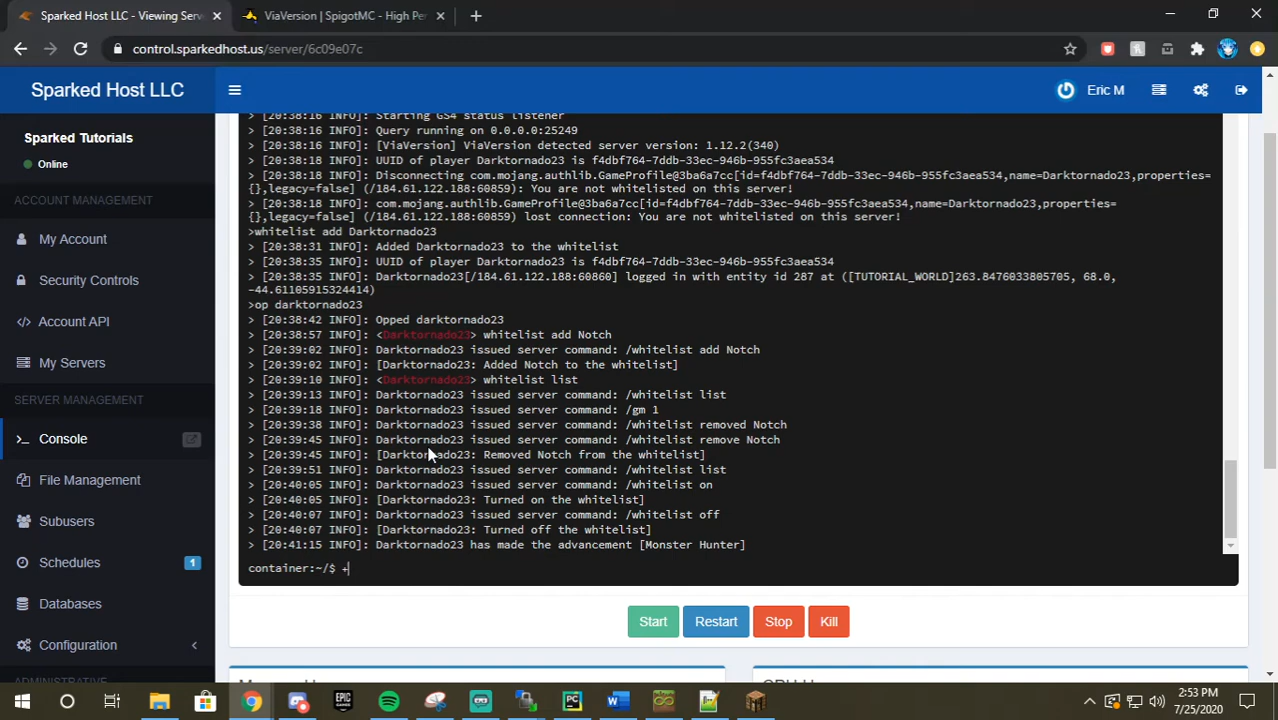 Sparked Host LLC - Viewing Serv
ViaVersion | SpigotMC - High Pe
control.sparkedhost.us/server/6c09e07c
Sparked Host LLC
Eric M
Sparked Tutorials
Online
ACCOUNT MANAGEMENT
My Account
Security Controls
Account API
My Servers
SERVER MANAGEMENT
Console
File Management
Subusers
Schedules 1
Databases
Configuration
> [20:38:16 INFO]: Starting GS4 status listener
> [20:38:16 INFO]: Query running on 0.0.0.0:25249
> [20:38:16 INFO]: [ViaVersion] ViaVersion detected server version: 1.12.2(340)
> [20:38:18 INFO]: UUID of player Darktornado23 is f4dbf764-7ddb-33ec-946b-955fc3aea534
> [20:38:18 INFO]: Disconnecting com.mojang.authlib.GameProfile@3ba6a7cc[id=f4dbf764-7ddb-33ec-946b-955fc3aea534,name=Darktornado23,properties=
{},legacy=false] (/184.61.122.188:60859): You are not whitelisted on this server!
> [20:38:18 INFO]: com.mojang.authlib.GameProfile@3ba6a7cc[id=f4dbf764-7ddb-33ec-946b-955fc3aea534,name=Darktornado23,properties=
{},legacy=false] (/184.61.122.188:60859) lost connection: You are not whitelisted on this server!
>whitelist add Darktornado23
> [20:38:31 INFO]: Added Darktornado23 to the whitelist
> [20:38:35 INFO]: UUID of player Darktornado23 is f4dbf764-7ddb-33ec-946b-955fc3aea534
> [20:38:35 INFO]: Darktornado23[/184.61.122.188:60860] logged in with entity id 287 at ([TUTORIAL_WORLD]263.8476033805705, 68.0,
-44.61105915324414)
>op darktornado23
> [20:38:42 INFO]: Opped darktornado23
> [20:38:57 INFO]: <Darktornado23> whitelist add Notch
> [20:39:02 INFO]: Darktornado23 issued server command: /whitelist add Notch
> [20:39:02 INFO]: [Darktornado23: Added Notch to the whitelist]
> [20:39:10 INFO]: <Darktornado23> whitelist list
> [20:39:13 INFO]: Darktornado23 issued server command: /whitelist list
> [20:39:18 INFO]: Darktornado23 issued server command: /gm 1
> [20:39:38 INFO]: Darktornado23 issued server command: /whitelist removed Notch
> [20:39:45 INFO]: Darktornado23 issued server command: /whitelist remove Notch
> [20:39:45 INFO]: [Darktornado23: Removed Notch from the whitelist]
> [20:39:51 INFO]: Darktornado23 issued server command: /whitelist list
> [20:40:05 INFO]: Darktornado23 issued server command: /whitelist on
> [20:40:05 INFO]: [Darktornado23: Turned on the whitelist]
> [20:40:07 INFO]: Darktornado23 issued server command: /whitelist off
> [20:40:07 INFO]: [Darktornado23: Turned off the whitelist]
> [20:41:15 INFO]: Darktornado23 has made the advancement [Monster Hunter]
container:~/$ +
Start Restart Stop Kill
2:53 PM
7/25/2020